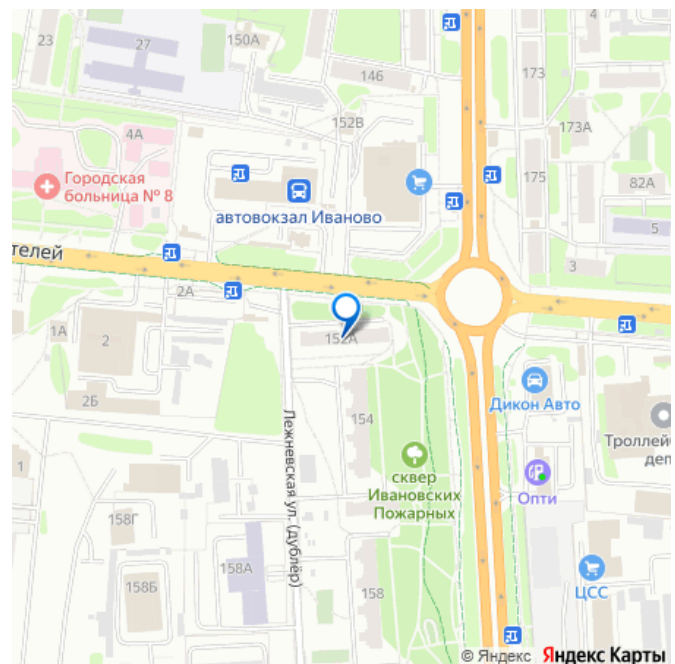 23
27
150А
146
4
173
152В
173А
4А
Городская
больница № 8
автовокзал Иваново
175
82А
5
телей
3
2А
1А
2
152А
2Б
Дикон Авто
154
Лежневская ул. (дублёр)
сквер
Ивановских
Пожарных
Троллей
деп
1
Опти
158Г
158А
158Б
158
ЦСС
© Яндекс Яндекс Карты